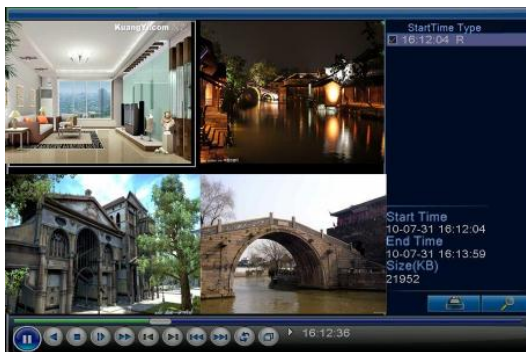 KuangYi.com
StartTime Type
16:12:04 R
Start Time
10-07-31 16:12:04
End Time
10-07-31 16:13:59
Size(KB)
21952
16:12:36